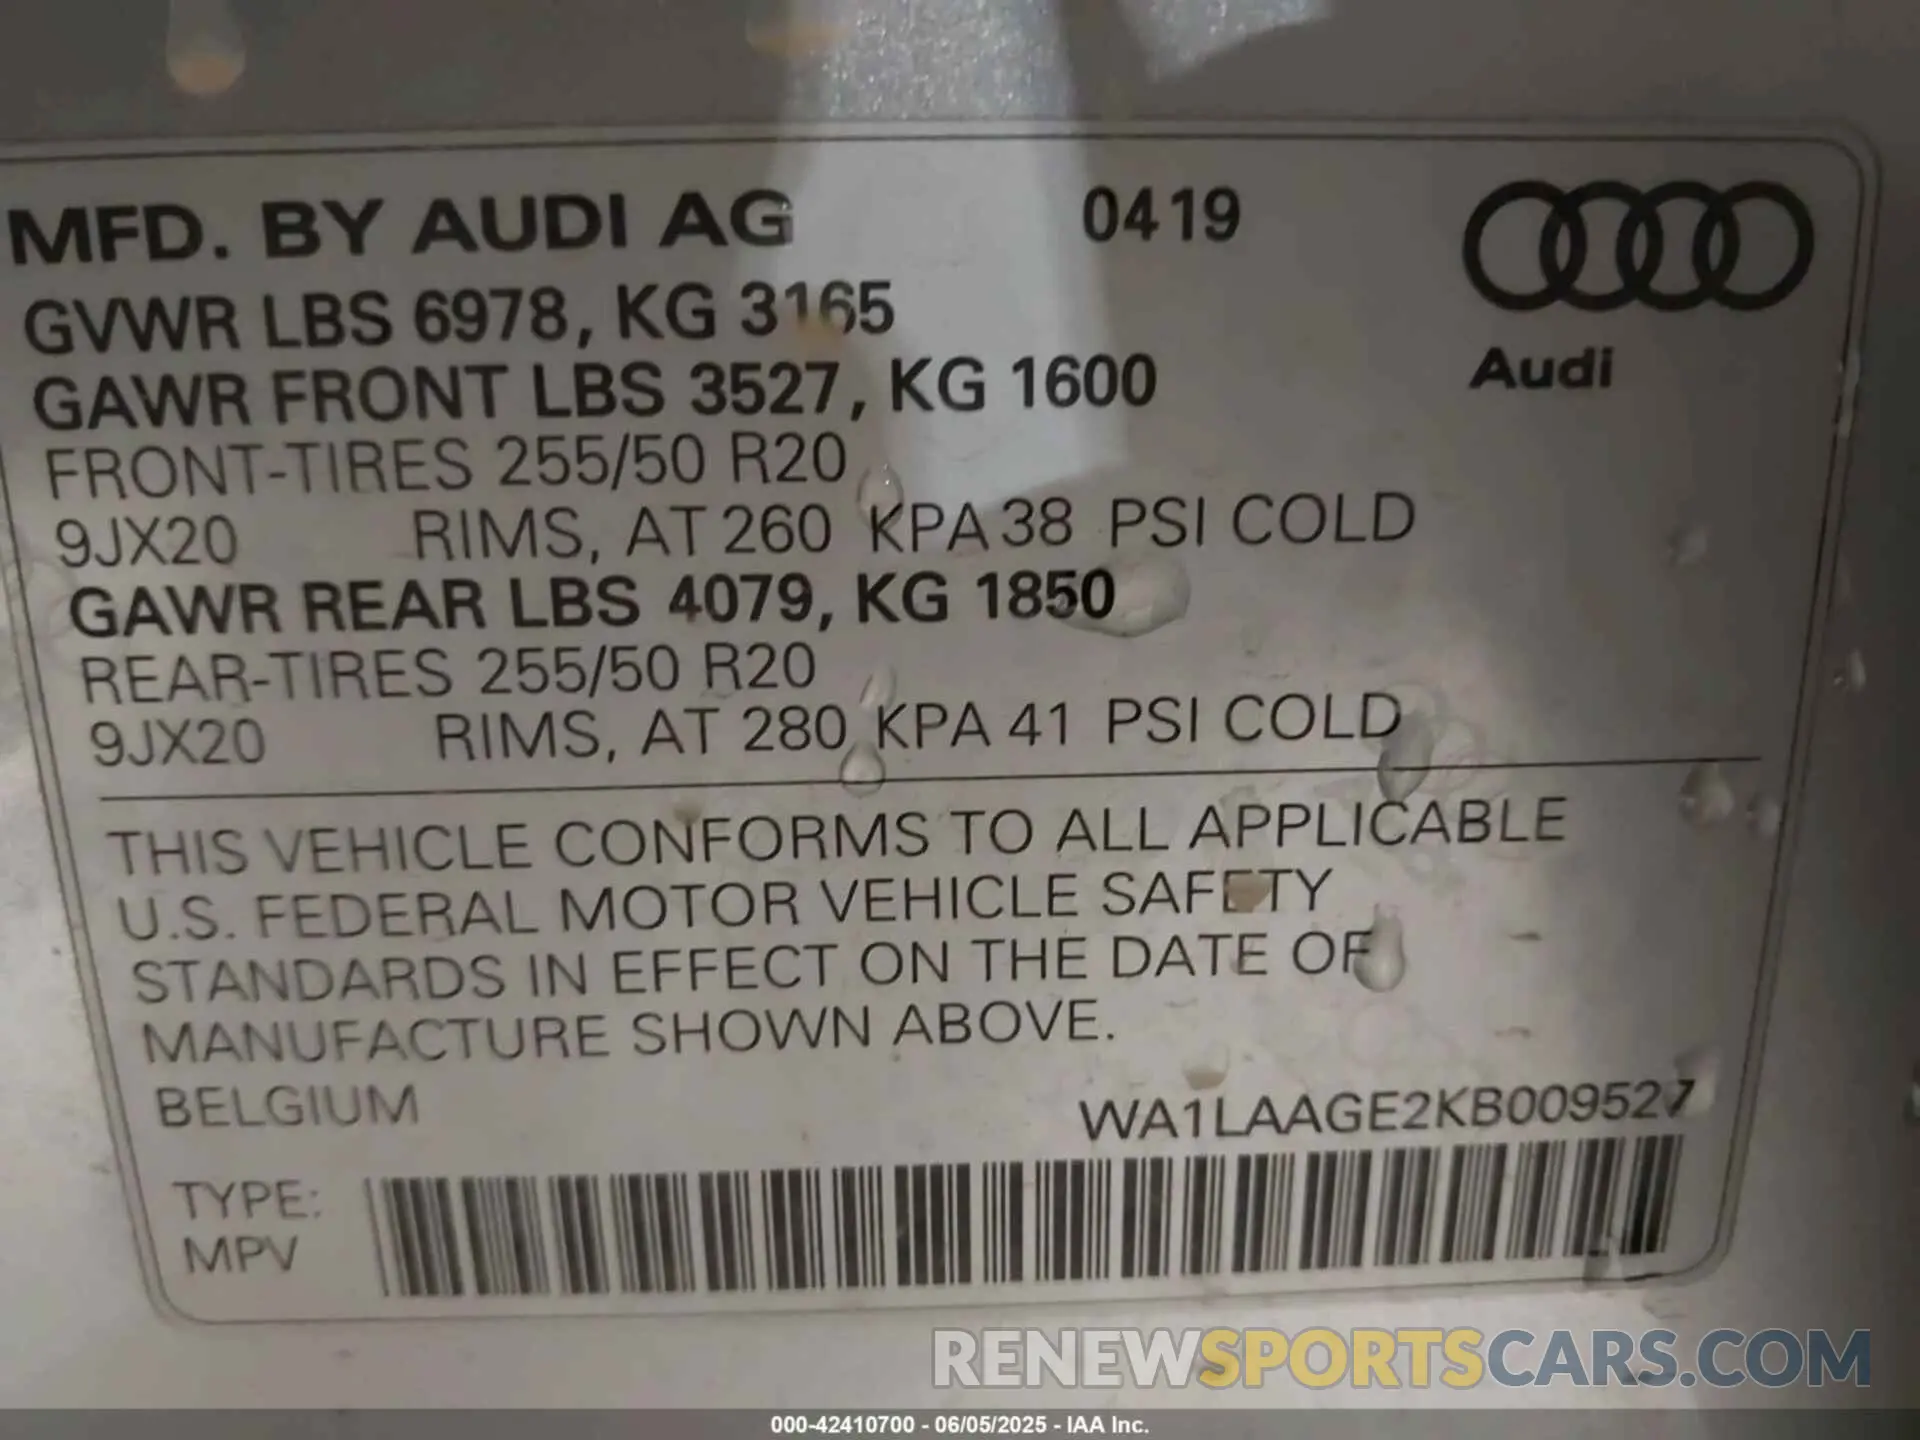 MFD. BY AUDI AG 0419
GVWR LBS 6978, KG 3165
GAWR FRONT LBS 3527, KG 1600
Audi
FRONT-TIRES 255/50 R20
9JX20 RIMS, AT 260 KPA 38 PSI COLD
GAWR REAR LBS 4079, KG 1850
REAR-TIRES 255/50 R20
9JX20 RIMS, AT 280 KPA 41 PSI COLD
THIS VEHICLE CONFORMS TO ALL APPLICABLE
U.S. FEDERAL MOTOR VEHICLE SAFETY
STANDARDS IN EFFECT ON THE DATE OF
MANUFACTURE SHOWN ABOVE.
BELGIUM
WA1LAAGE2KB009527
TYPE:
MPV
RENEWSPORTSCARS.COM
000-42410700 - 06/05/2025 - IAA Inc.